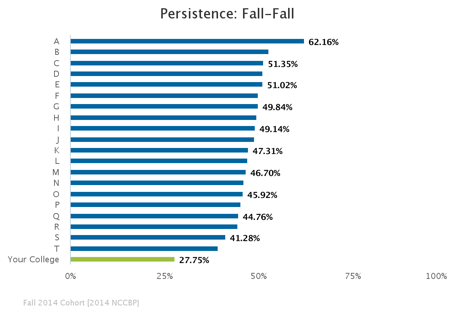 Persistence: Fall-Fall
A 62.16%
B
C 51.35%
D
E 51.02%
F
G 49.84%
H
I 49.14%
J
K 47.31%
L
M 46.70%
N
O 45.92%
P
Q 44.76%
R
S 41.28%
T
Your College 27.75%
0% 25% 50% 75% 100%
Fall 2014 Cohort [2014 NCCBP]